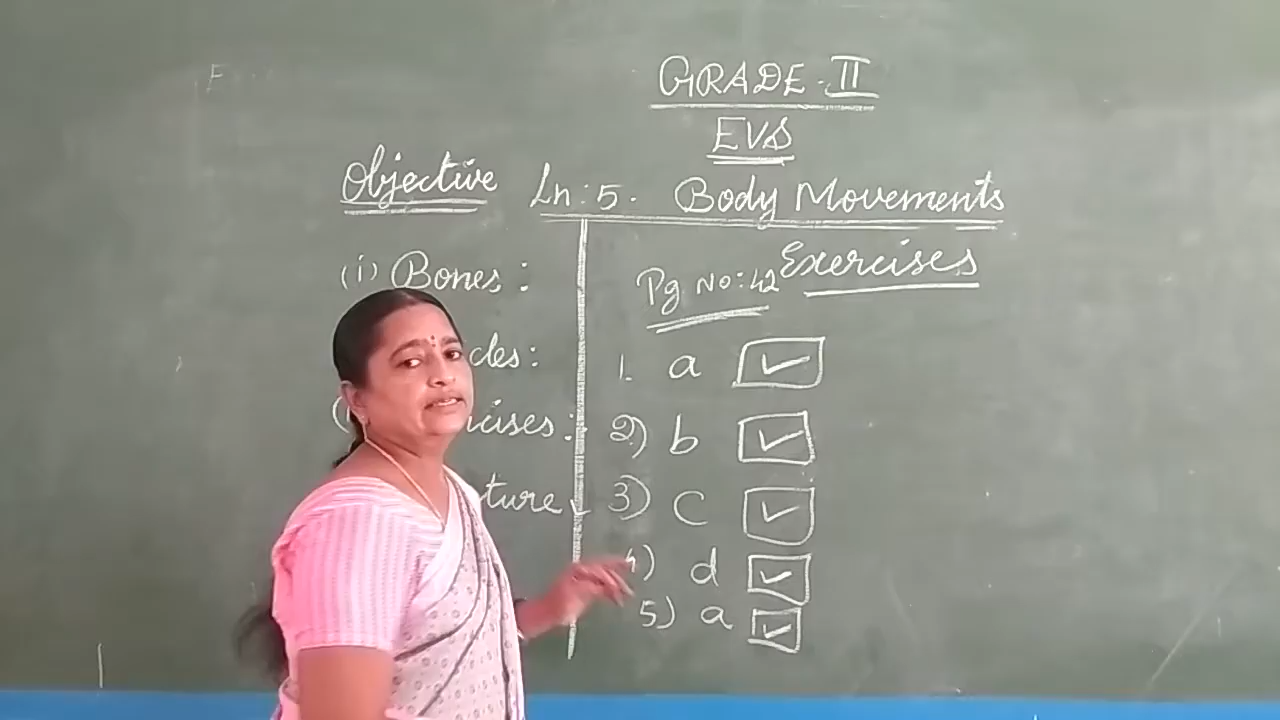 GRADE-II
EVS
Objective Ln:5. Body Movements
(i) Bones:
cles:
cises:
ture
Pg No:42 Exercises
1. a
2) b
3) c
4) d
5) a